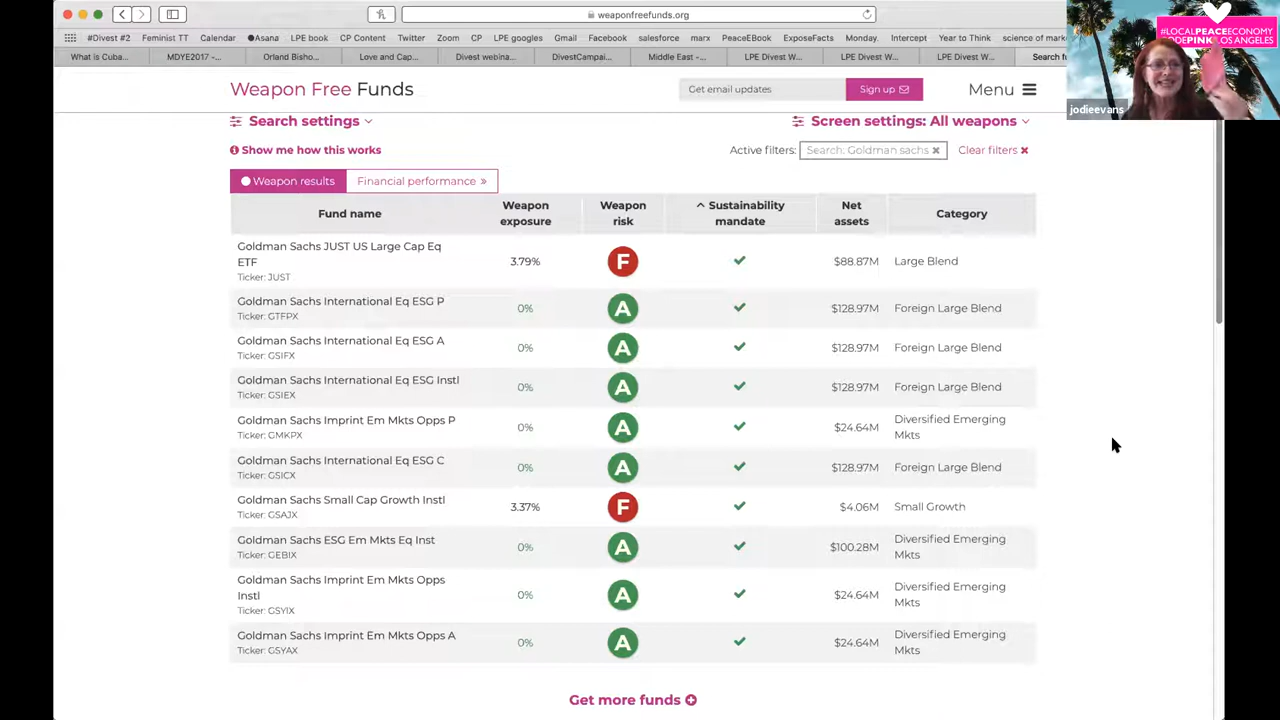 weaponfreefunds.org
#Divest #2 Feminist TT Calendar Asana LPE book CP Content Twitter Zoom CP LPE googles Gmail Facebook salesforce marx PeaceEBook ExposeFacts Monday. Intercept Year to Think science of mark
What is Cuba... MDYE2017 -... Orland Bisho... Love and Cap... Divest webina... DivestCampai... Middle East -... LPE Divest W... LPE Divest W... LPE Divest W... Search f
#LOCALPEACEECONOMY
CODEPINK LOS ANGELES
jodieevans
Weapon Free Funds
Get email updates
Sign up
Menu
Search settings
Screen settings: All weapons
Show me how this works
Active filters: Search: Goldman sachs × Clear filters ×
Weapon results Financial performance »
Fund name Weapon exposure Weapon risk Sustainability mandate Net assets Category
Goldman Sachs JUST US Large Cap Eq ETF
Ticker: JUST
3.79% F $88.87M Large Blend
Goldman Sachs International Eq ESG P
Ticker: GTFPX
0% A $128.97M Foreign Large Blend
Goldman Sachs International Eq ESG A
Ticker: GSIFX
0% A $128.97M Foreign Large Blend
Goldman Sachs International Eq ESG Instl
Ticker: GSIEX
0% A $128.97M Foreign Large Blend
Goldman Sachs Imprint Em Mkts Opps P
Ticker: GMKPX
0% A $24.64M Diversified Emerging Mkts
Goldman Sachs International Eq ESG C
Ticker: GSICX
0% A $128.97M Foreign Large Blend
Goldman Sachs Small Cap Growth Instl
Ticker: GSAJX
3.37% F $4.06M Small Growth
Goldman Sachs ESG Em Mkts Eq Inst
Ticker: GEBIX
0% A $100.28M Diversified Emerging Mkts
Goldman Sachs Imprint Em Mkts Opps Instl
Ticker: GSYIX
0% A $24.64M Diversified Emerging Mkts
Goldman Sachs Imprint Em Mkts Opps A
Ticker: GSYAX
0% A $24.64M Diversified Emerging Mkts
Get more funds